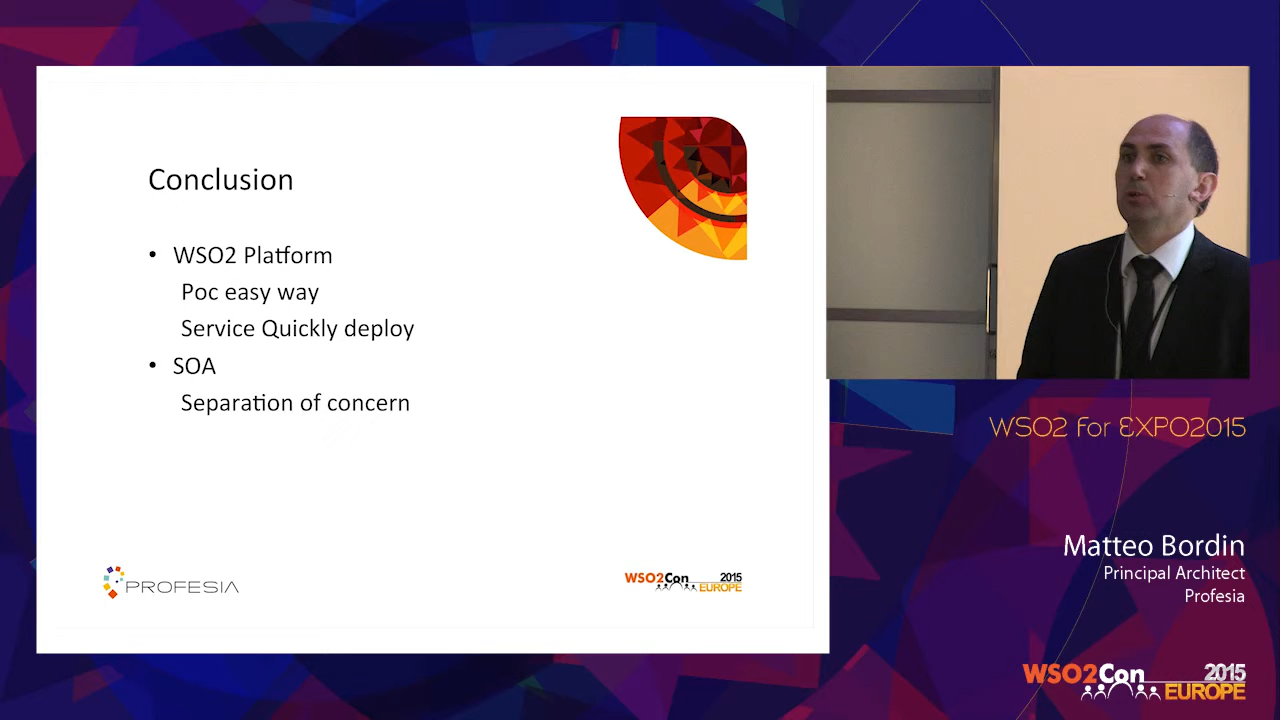 Conclusion
• WSO2 Platform
Poc easy way
Service Quickly deploy
• SOA
Separation of concern
PROFESIA
WSO2Con 2015
EUROPE
WSO2 for EXPO2015
Matteo Bordin
Principal Architect
Profesia
WSO2Con 2015
EUROPE